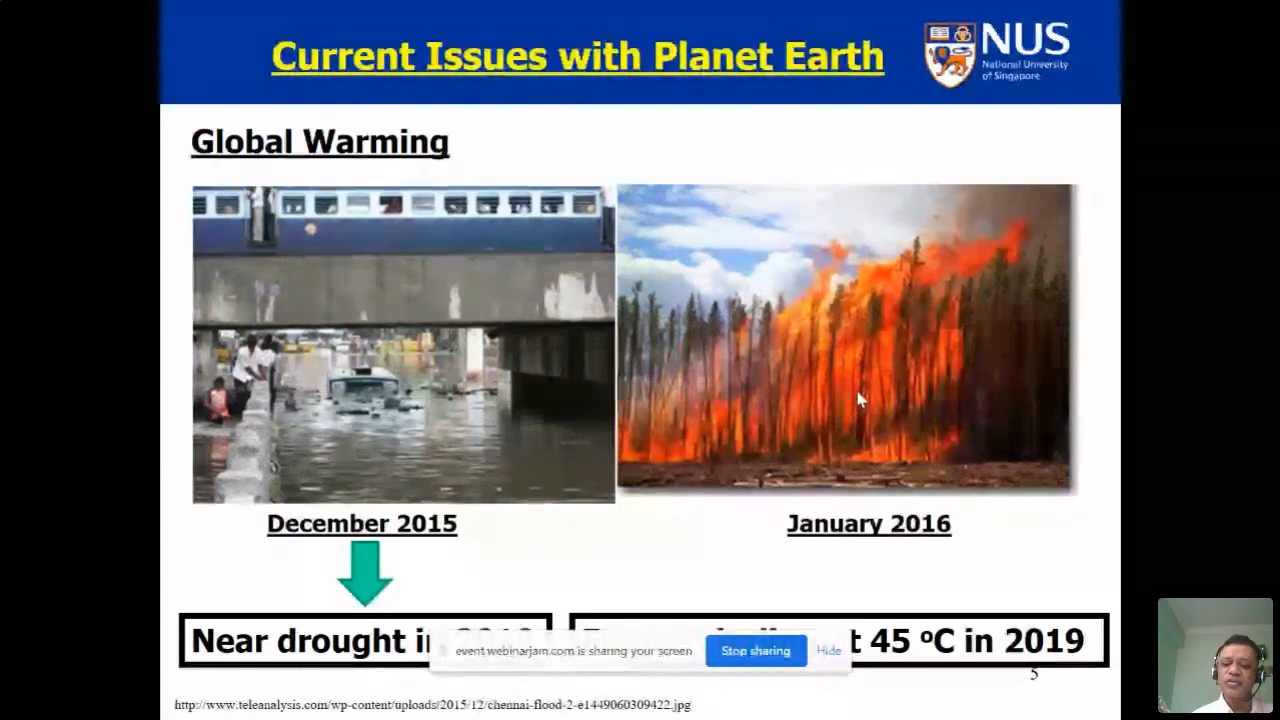 Current Issues with Planet Earth
NUS
National University
of Singapore
Global Warming
December 2015
January 2016
Near drought in
45 ºC in 2019
event.webinarjam.com is sharing your screen
Stop sharing
Hide
5
http://www.teleanalysis.com/wp-content/uploads/2015/12/chennai-flood-2-e1449060309422.jpg